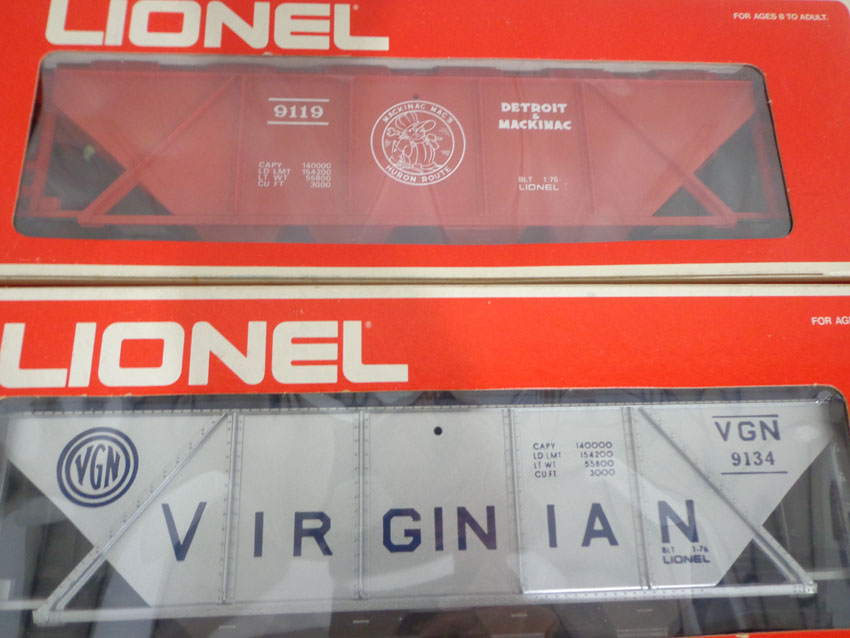 LIONEL®
FOR AGES 6 TO ADULT.
9119
MACKINAC MAC'S
HURON ROUTE
DETROIT
&
MACKINAC
CAPY 140000
LD LMT 154200
LT WT 55800
CU FT 3000
BLT 1-76
LIONEL
LIONEL®
FOR AG
VGN
VIRGINIAN
CAPY 140000
LD LMT 154200
LT WT 55800
CU FT 3000
VGN
9134
BLT 1-76
LIONEL